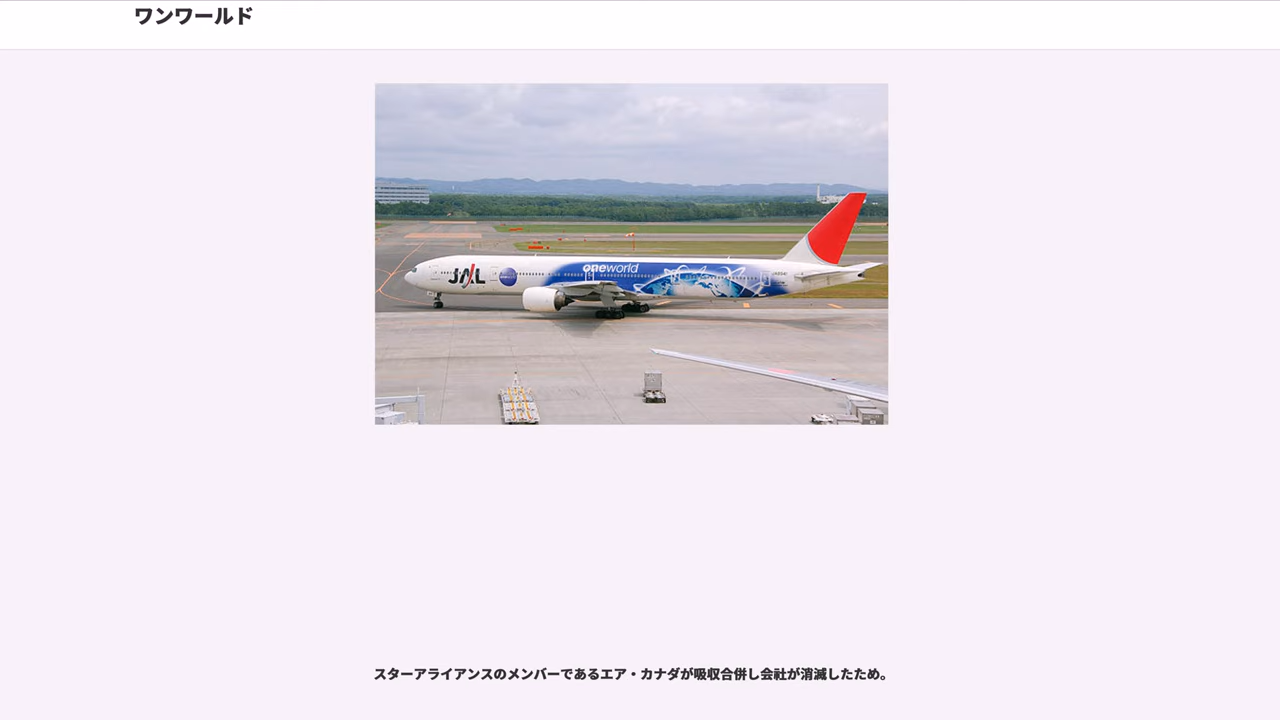 ワンワールド
JAL
oneworld
スターアライアンスのメンバーであるエア・カナダが吸収合併し会社が消滅したため。